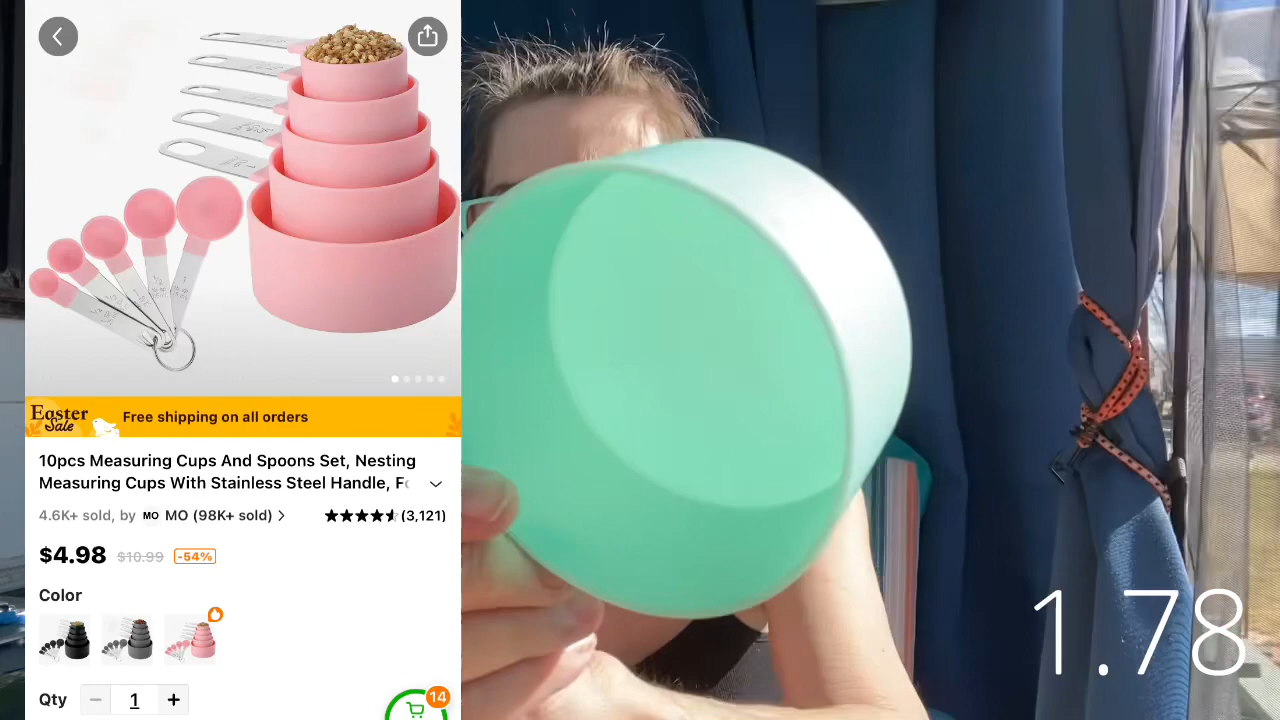 Easter
Sale
Free shipping on all orders
10pcs Measuring Cups And Spoons Set, Nesting
Measuring Cups With Stainless Steel Handle, Fo
4.6K+ sold, by MO MO (98K+ sold)
(3,121)
$4.98 $10.99 -54%
Color
Qty − 1 +
14
1.78